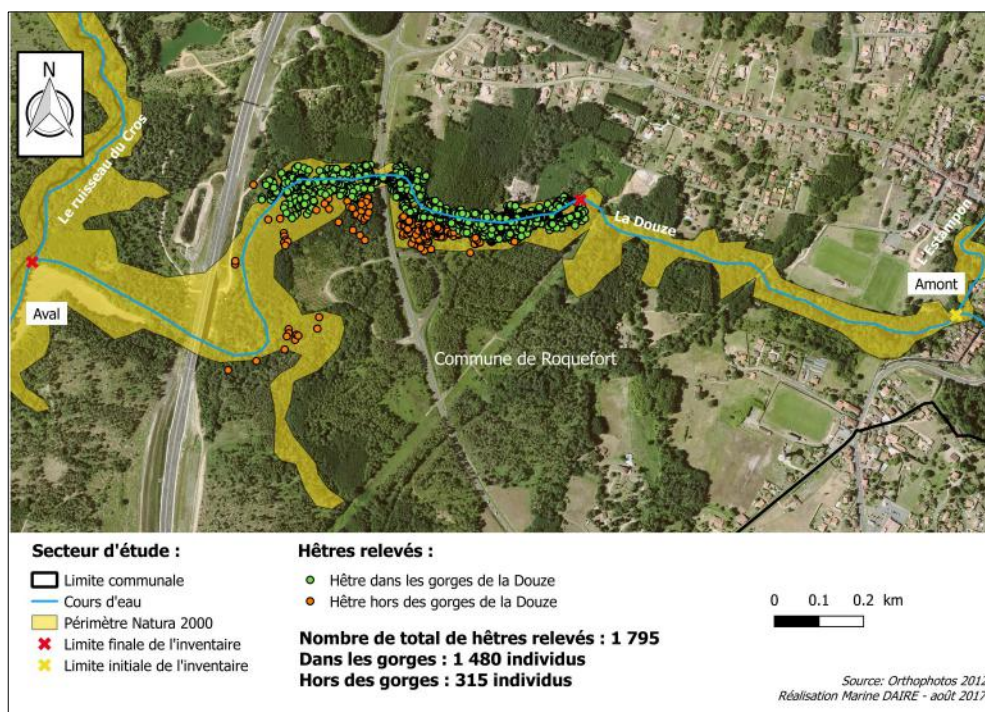 N
Le ruisseau du Cros
La Douze
L'Estampon
Amont
Aval
Commune de Roquefort
Secteur d'étude :
Limite communale
Cours d'eau
Périmètre Natura 2000
Limite finale de l'inventaire
Limite initiale de l'inventaire
Hêtres relevés :
Hêtre dans les gorges de la Douze
Hêtre hors des gorges de la Douze
Nombre de total de hêtres relevés : 1 795
Dans les gorges : 1 480 individus
Hors des gorges : 315 individus
0 0.1 0.2 km
Source: Orthophotos 2012
Réalisation Marine DAIRE - août 2017